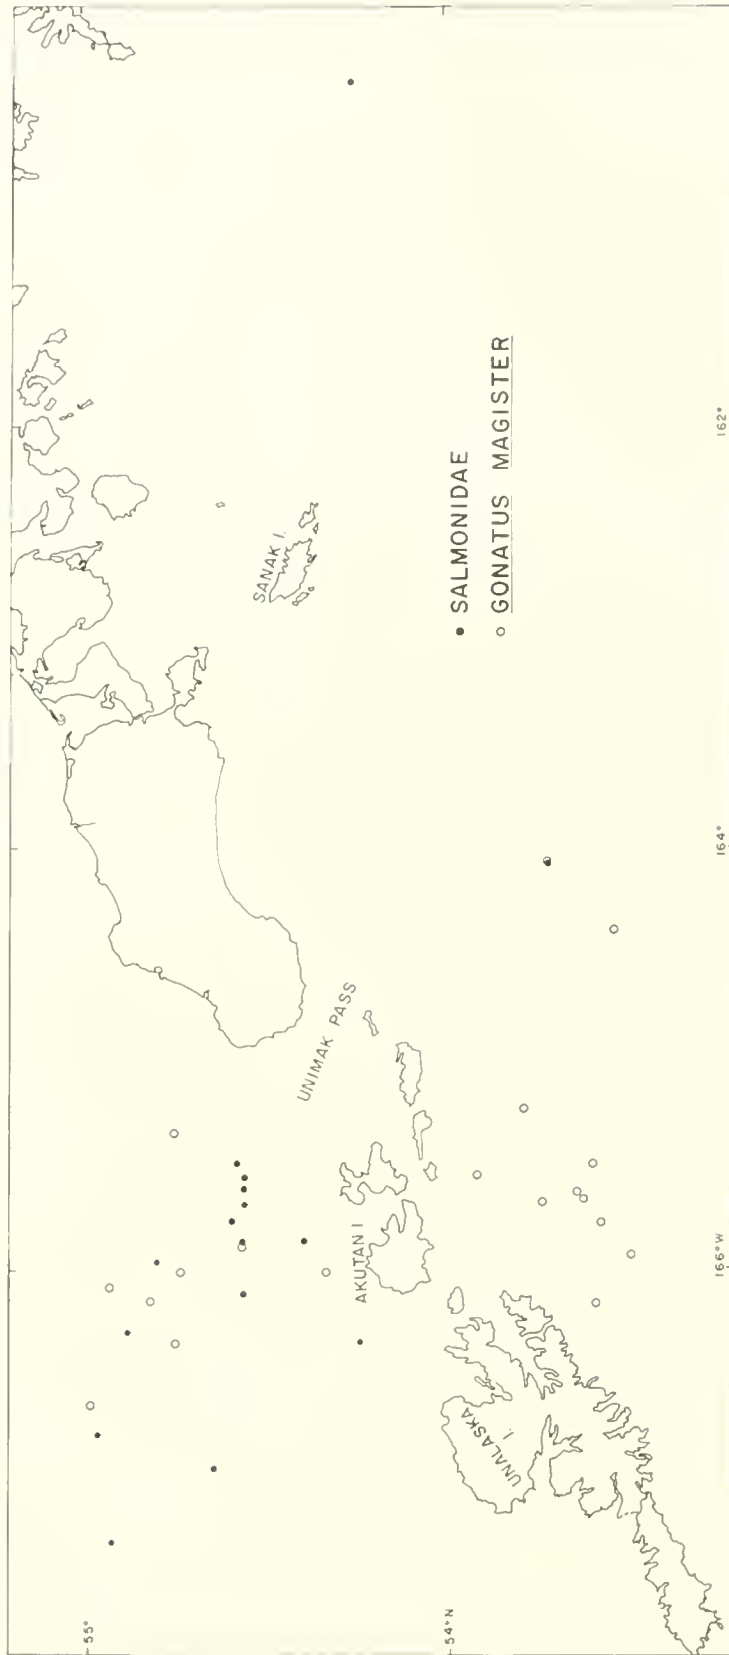 SANAK I.
SALMONIDAE
GONATUS MAGISTER
UNIMAK PASS
AKUTAN I
UNALASKA
I.
55°
54°N
162°
164°
166°W